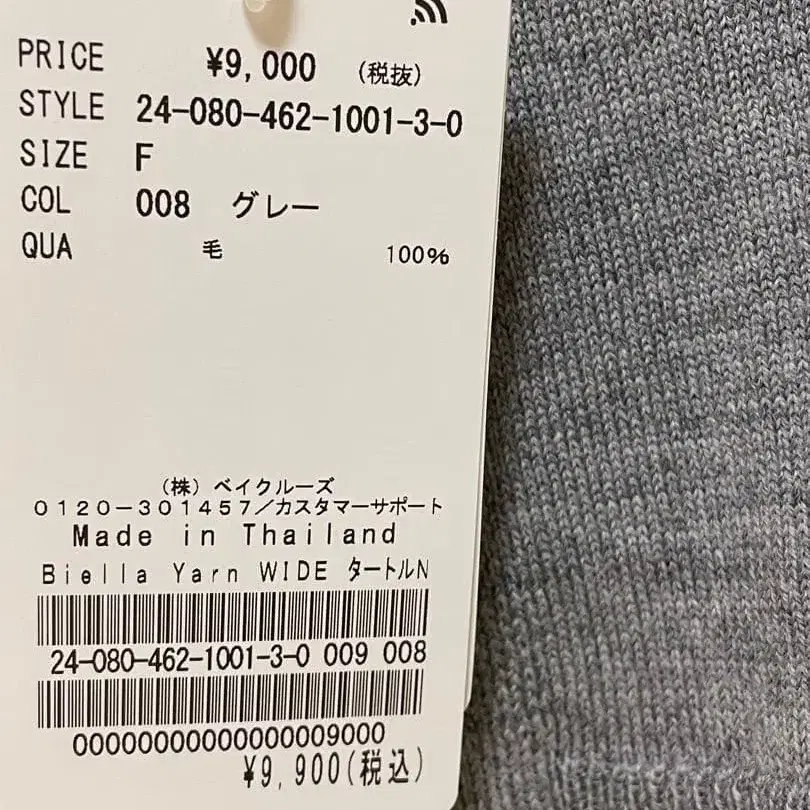 PRICE ¥9,000 (税抜)
STYLE 24-080-462-1001-3-0
SIZE F
COL 008 グレー
QUA 毛 100%
(株)ベイクルーズ
0120-301457/カスタマーサポート
Made in Thailand
Biella Yarn WIDE タートルN
24-080-462-1001-3-0 009 008
00000000000000009000
¥9,900(税込)